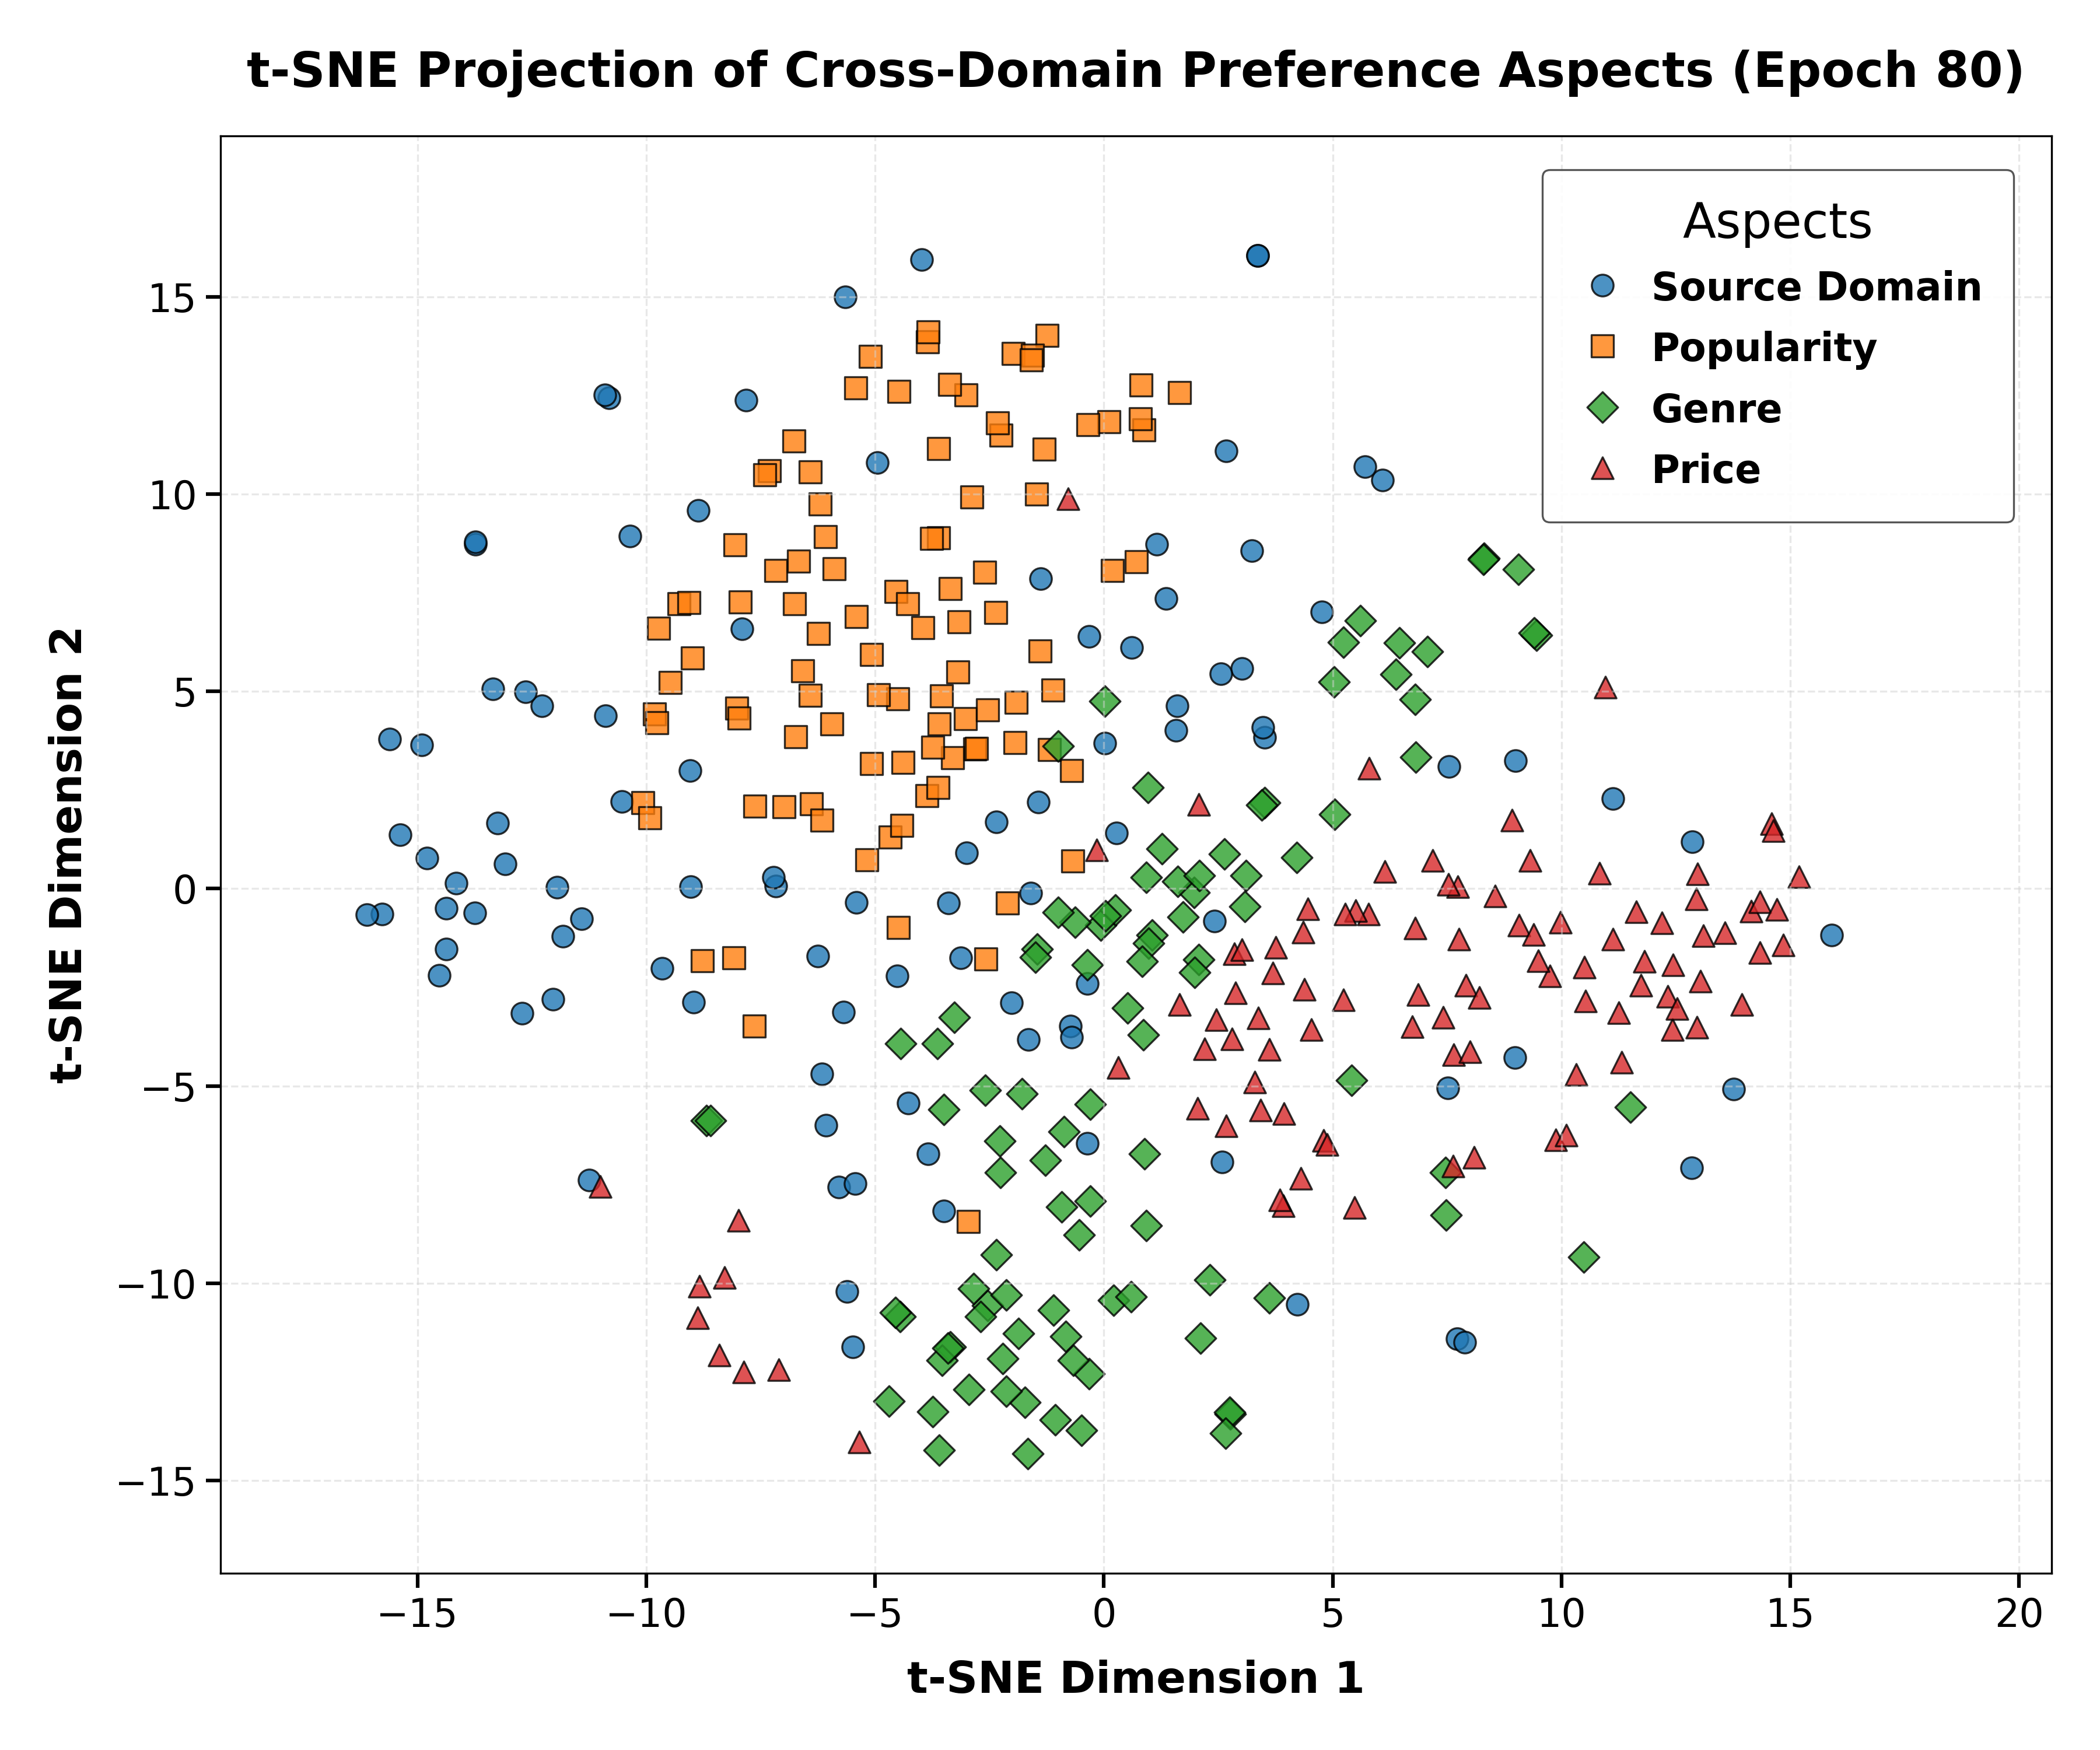 t-SNE Projection of Cross-Domain Preference Aspects (Epoch 80)
Aspects
Source Domain
Popularity
Genre
Price
t-SNE Dimension 2
15
10
5
0
−5
−10
−15
−15
−10
−5
0
5
10
15
20
t-SNE Dimension 1